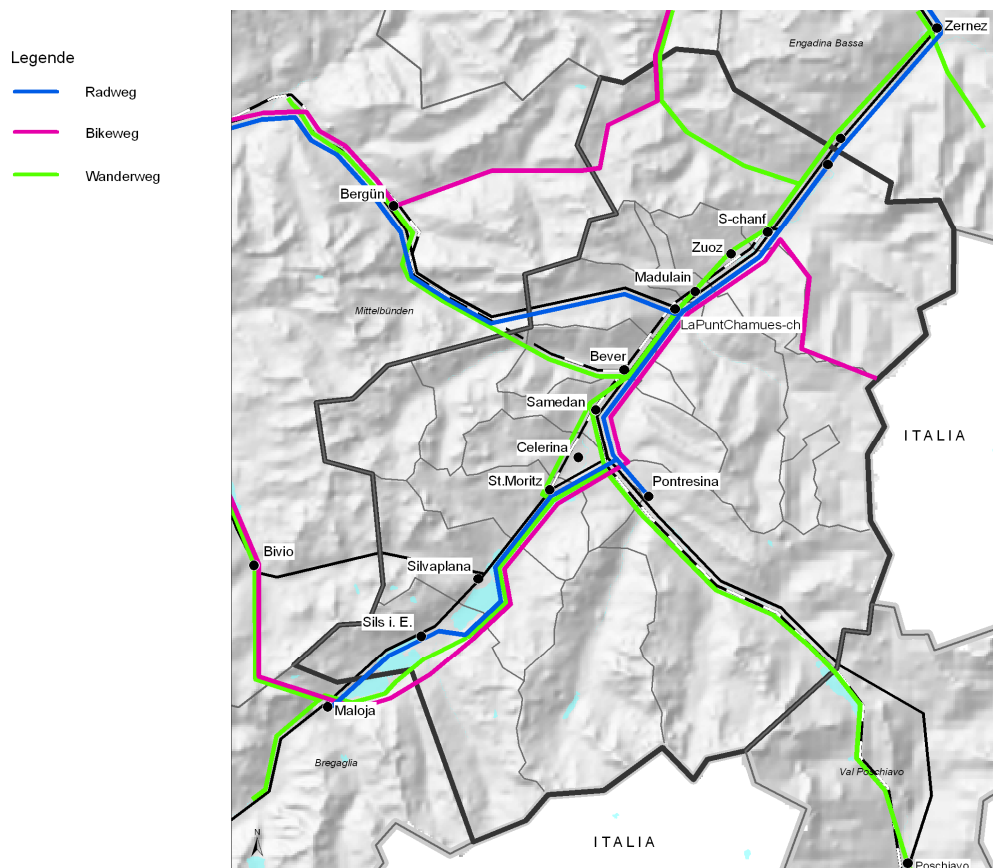 Legende
Radweg
Bikeweg
Wanderweg
Zernez
Engadina Bassa
Bergün
S-chanf
Zuoz
Madulain
Mittelbünden
LaPuntChamues-ch
Bever
Samedan
ITALIA
Celerina
St.Moritz
Pontresina
Bivio
Silvaplana
Sils i. E.
Maloja
Bregaglia
Val Poschiavo
N
ITALIA
Poschiavo